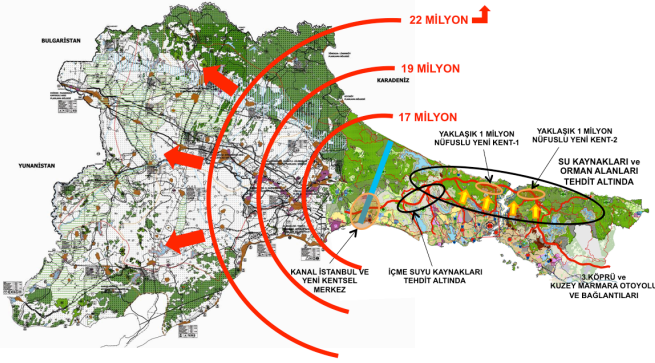 22 MİLYON
BULGARİSTAN
19 MİLYON
KARADENİZ
17 MİLYON
YAKLAŞIK 1 MİLYON
NÜFUSLU YENİ KENT-1
YAKLAŞIK 1 MİLYON
NÜFUSLU YENİ KENT-2
SU KAYNAKLARI ve
ORMAN ALANLARI
TEHDİT ALTINDA
YUNANİSTAN
KANAL İSTANBUL VE
YENİ KENTSEL
MERKEZ
İÇME SUYU KAYNAKLARI
TEHDİT ALTINDA
3.KÖPRÜ ve
KUZEY MARMARA OTOYOLU
VE BAĞLANTILARI